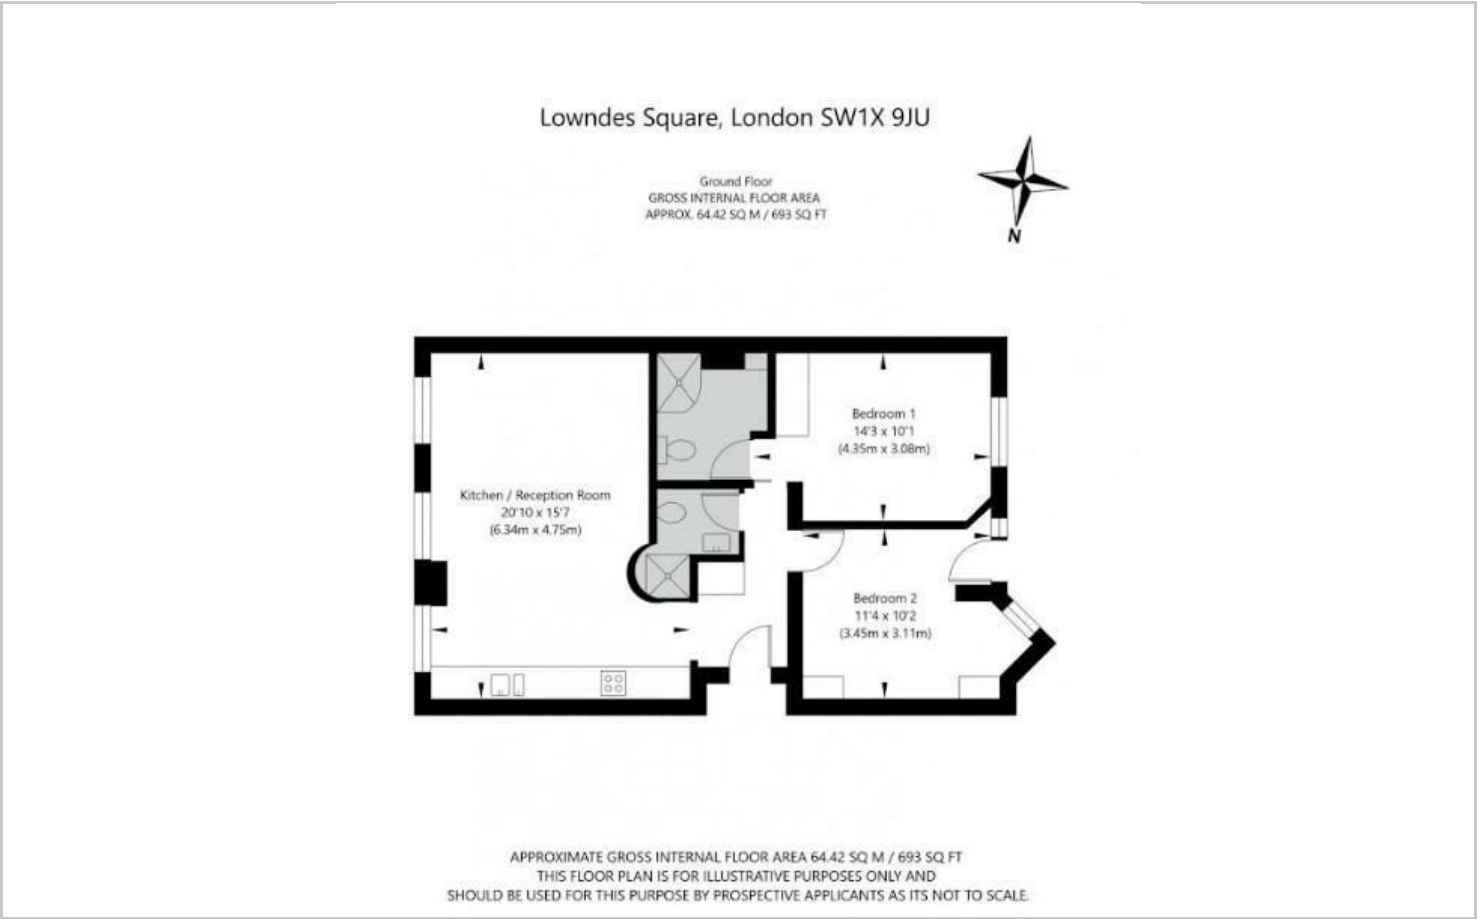 Lowndes Square, London SW1X 9JU
Ground Floor
GROSS INTERNAL FLOOR AREA
APPROX. 64.42 SQ M / 693 SQ FT
N
Bedroom 1
14'3 x 10'1
(4.35m x 3.08m)
Kitchen / Reception Room
20'10 x 15'7
(6.34m x 4.75m)
Bedroom 2
11'4 x 10'2
(3.45m x 3.11m)
APPROXIMATE GROSS INTERNAL FLOOR AREA 64.42 SQ M / 693 SQ FT
THIS FLOOR PLAN IS FOR ILLUSTRATIVE PURPOSES ONLY AND
SHOULD BE USED FOR THIS PURPOSE BY PROSPECTIVE APPLICANTS AS ITS NOT TO SCALE.